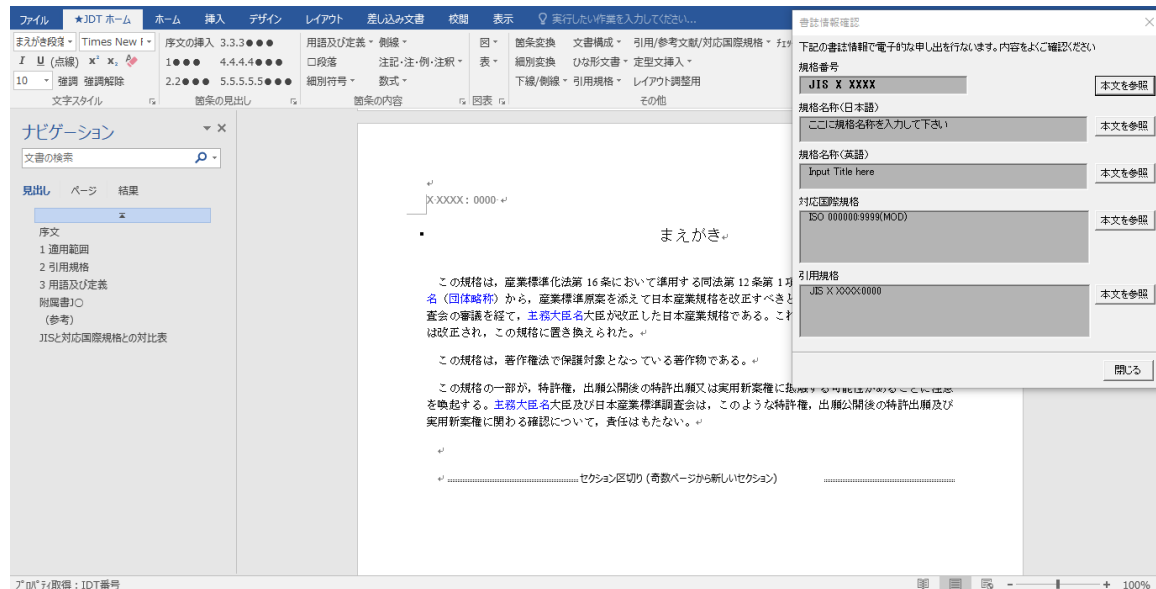 ファイル ★JDT ホーム ホーム 挿入 デザイン レイアウト 差し込み文書 校閲 表示 実行したい作業を入力してください...
まえがき段落 Times New 序文の挿入 3.3.3●●● 用語及び定義 側線 図 箇条変換 文書構成 引用/参考文献/対応国際規格
I U (点線) x² x₂ 1●●● 4.4.4.4●●● 口段落 注記・注・例・注釈 表 細別変換 ひな形文書 定型文挿入
10 強調 強調解除 2.2●●● 5.5.5.5.5●●● 細別符号 数式 下線/側線 引用規格 レイアウト調整用
文字スタイル 箇条の見出し 箇条の内容 図表 その他
ナビゲーション
文書の検索
見出し ページ 結果
序文
1 適用範囲
2 引用規格
3 用語及び定義
附属書JO
(参考)
JISと対応国際規格との対比表
X XXXX: 0000
まえがき
この規格は，産業標準化法第 16 条において準用する同法第 12 条第 1
名（団体略称）から，産業標準原案を添えて日本産業規格を改正すべきと
査会の審議を経て，主務大臣名大臣が改正した日本産業規格である。
は改正され，この規格に置き換えられた。
この規格は，著作権法で保護対象となっている著作物である。
この規格の一部が，特許権，出願公開後の特許出願又は実用新案権に抵触する可能性があることに注意
を喚起する。主務大臣名大臣及び日本産業標準調査会は，このような特許権，出願公開後の特許出願及び
実用新案権に関わる確認について，責任はもたない。
セクション区切り (奇数ページから新しいセクション)
書誌情報確認
下記の書誌情報で電子的な申し出を行ないます。内容をよくご確認ください
規格番号
JIS X XXXX 本文を参照
規格名称(日本語)
ここに規格名称を入力して下さい 本文を参照
規格名称(英語)
Input Title here 本文を参照
対応国際規格
ISO 000000:9999(MOD) 本文を参照
引用規格
JIS X XXXX:0000 本文を参照
閉じる
プロパティ取得：IDT番号 100%